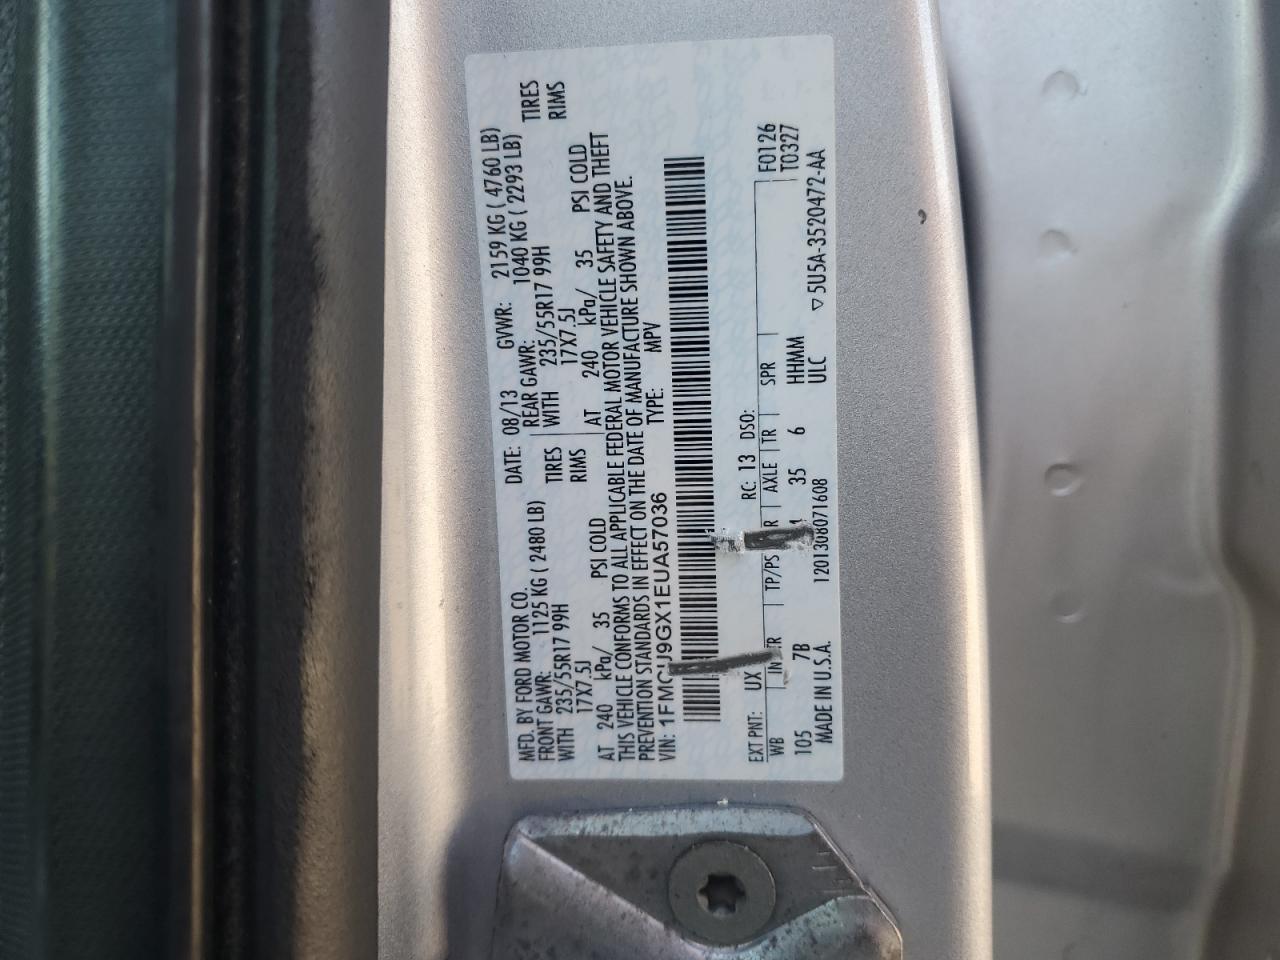 MFD. BY FORD MOTOR CO.
DATE: 08/13 GVWR: 2159 KG ( 4760 LB)
FRONT GAWR: 1125 KG ( 2480 LB)
REAR GAWR: 1040 KG ( 2293 LB)
WITH 235/55R17 99H TIRES
WITH 235/55R17 99H TIRES
17X7.5J RIMS
17X7.5J RIMS
AT 240 kPa/ 35 PSI COLD
AT 240 kPa/ 35 PSI COLD
THIS VEHICLE CONFORMS TO ALL APPLICABLE FEDERAL MOTOR VEHICLE SAFETY AND THEFT
PREVENTION STANDARDS IN EFFECT ON THE DATE OF MANUFACTURE SHOWN ABOVE.
VIN: 1FMCU9GX1EUA57036 TYPE: MPV
EXT PNT: UX RC: 13 DSO: F0126
WB TP/PS AXLE TR SPR T0327
105 7B 35 6 HHMM
MADE IN U.S.A. 1201308071608 ULC ▽5U5A-3520472-AA